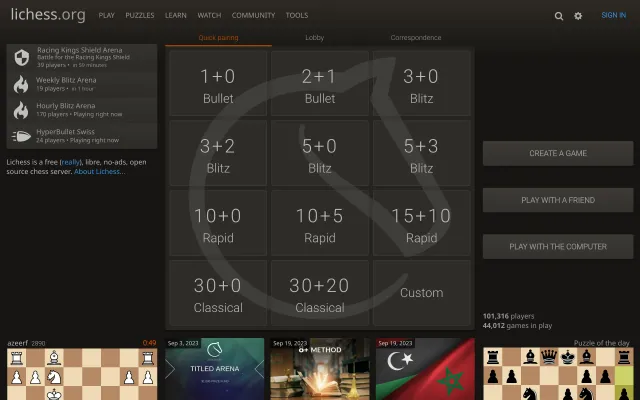 lichess.org PLAY PUZZLES LEARN WATCH COMMUNITY TOOLS SIGN IN
Quick pairing Lobby Correspondence
Racing Kings Shield Arena
Battle for the Racing Kings Shield
39 players • in 59 minutes
Weekly Blitz Arena
19 players • in 1 hour
Hourly Blitz Arena
170 players • Playing right now
HyperBullet Swiss
24 players • Playing right now
Lichess is a free (really), libre, no-ads, open
source chess server. About Lichess...
1+0
Bullet
2+1
Bullet
3+0
Blitz
3+2
Blitz
5+0
Blitz
5+3
Blitz
10+0
Rapid
10+5
Rapid
15+10
Rapid
30+0
Classical
30+20
Classical
Custom
CREATE A GAME
PLAY WITH A FRIEND
PLAY WITH THE COMPUTER
101,316 players
44,012 games in play
azeerf 2890 0:49
Sep 3, 2023
TITLED ARENA
Sep 19, 2023
METHOD
Sep 19, 2023
Puzzle of the day